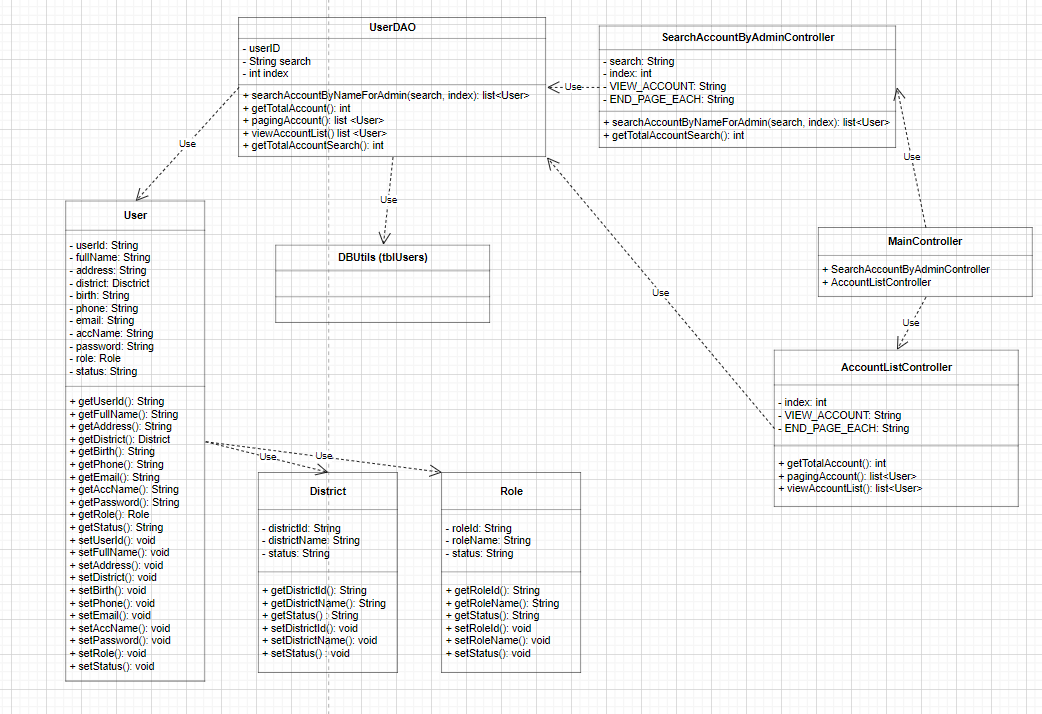 UserDAO
- userID
- String search
- int index
+ searchAccountByNameForAdmin(search, index): list<User>
+ getTotalAccount(): int
+ pagingAccount(): list <User>
+ viewAccountList() list <User>
+ getTotalAccountSearch(): int
SearchAccountByAdminController
- search: String
- index: int
- VIEW_ACCOUNT: String
- END_PAGE_EACH: String
+ searchAccountByNameForAdmin(search, index): list<User>
+ getTotalAccountSearch(): int
Use
Use
Use
Use
User
- userId: String
- fullName: String
- address: String
- district: Disctrict
- birth: String
- phone: String
- email: String
- accName: String
- password: String
- role: Role
- status: String
+ getUserId(): String
+ getFullName(): String
+ getAddress(): String
+ getDistrict(): District
+ getBirth(): String
+ getPhone(): String
+ getEmail(): String
+ getAccName(): String
+ getPassword(): String
+ getRole(): Role
+ getStatus(): String
+ setUserId(): void
+ setFullName(): void
+ setAddress(): void
+ setDistrict(): void
+ setBirth(): void
+ setPhone(): void
+ setEmail(): void
+ setAccName(): void
+ setPassword(): void
+ setRole(): void
+ setStatus(): void
DBUtils (tblUsers)
MainController
+ SearchAccountByAdminController
+ AccountListController
Use
Use
AccountListController
- index: int
- VIEW_ACCOUNT: String
- END_PAGE_EACH: String
+ getTotalAccount(): int
+ pagingAccount(): list<User>
+ viewAccountList(): list<User>
Use
Use
District
- districtId: String
- districtName: String
- status: String
+ getDistrictId(): String
+ getDistrictName(): String
+ getStatus() : String
+ setDistrictId(): void
+ setDistrictName(): void
+ setStatus() : void
Role
- roleId: String
- roleName: String
- status: String
+ getRoleId(): String
+ getRoleName(): String
+ getStatus(): String
+ setRoleId(): void
+ setRoleName(): void
+ setStatus(): void